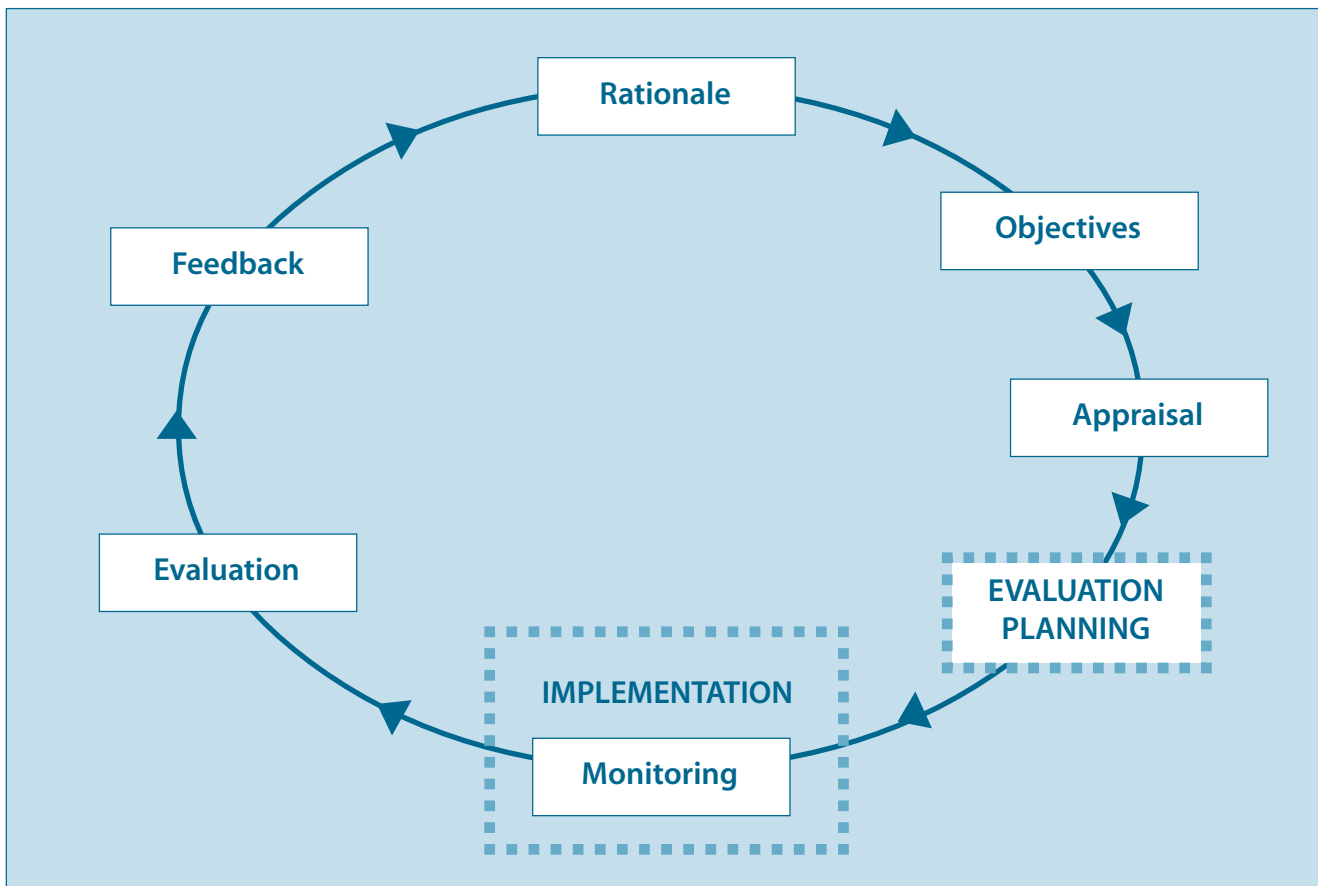 Rationale
Objectives
Appraisal
EVALUATION
PLANNING
IMPLEMENTATION
Monitoring
Evaluation
Feedback